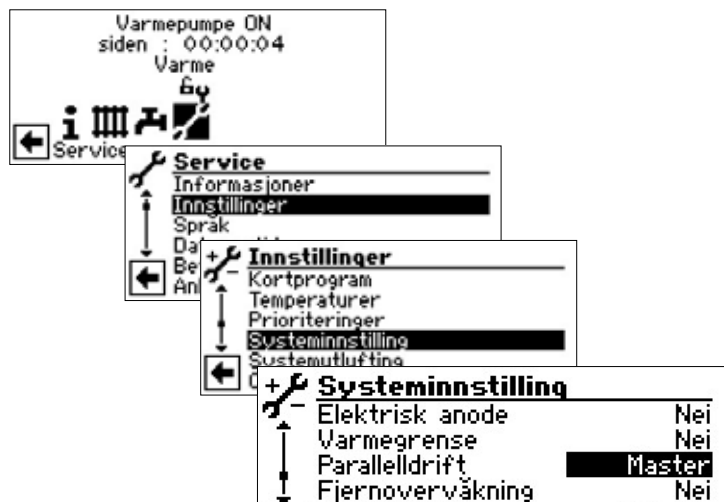 Varmepumpe ON
siden : 00:00:04
Varme
Service
Service
Informasjoner
Innstillinger
Språk
Innstillinger
Kortprogram
Temperaturer
Prioriteringer
Systeminnstilling
Systemutlufting
Systeminnstilling
Elektrisk anode Nei
Varmegrense Nei
Parallelldrift Master
Fjernovervåkning Nei